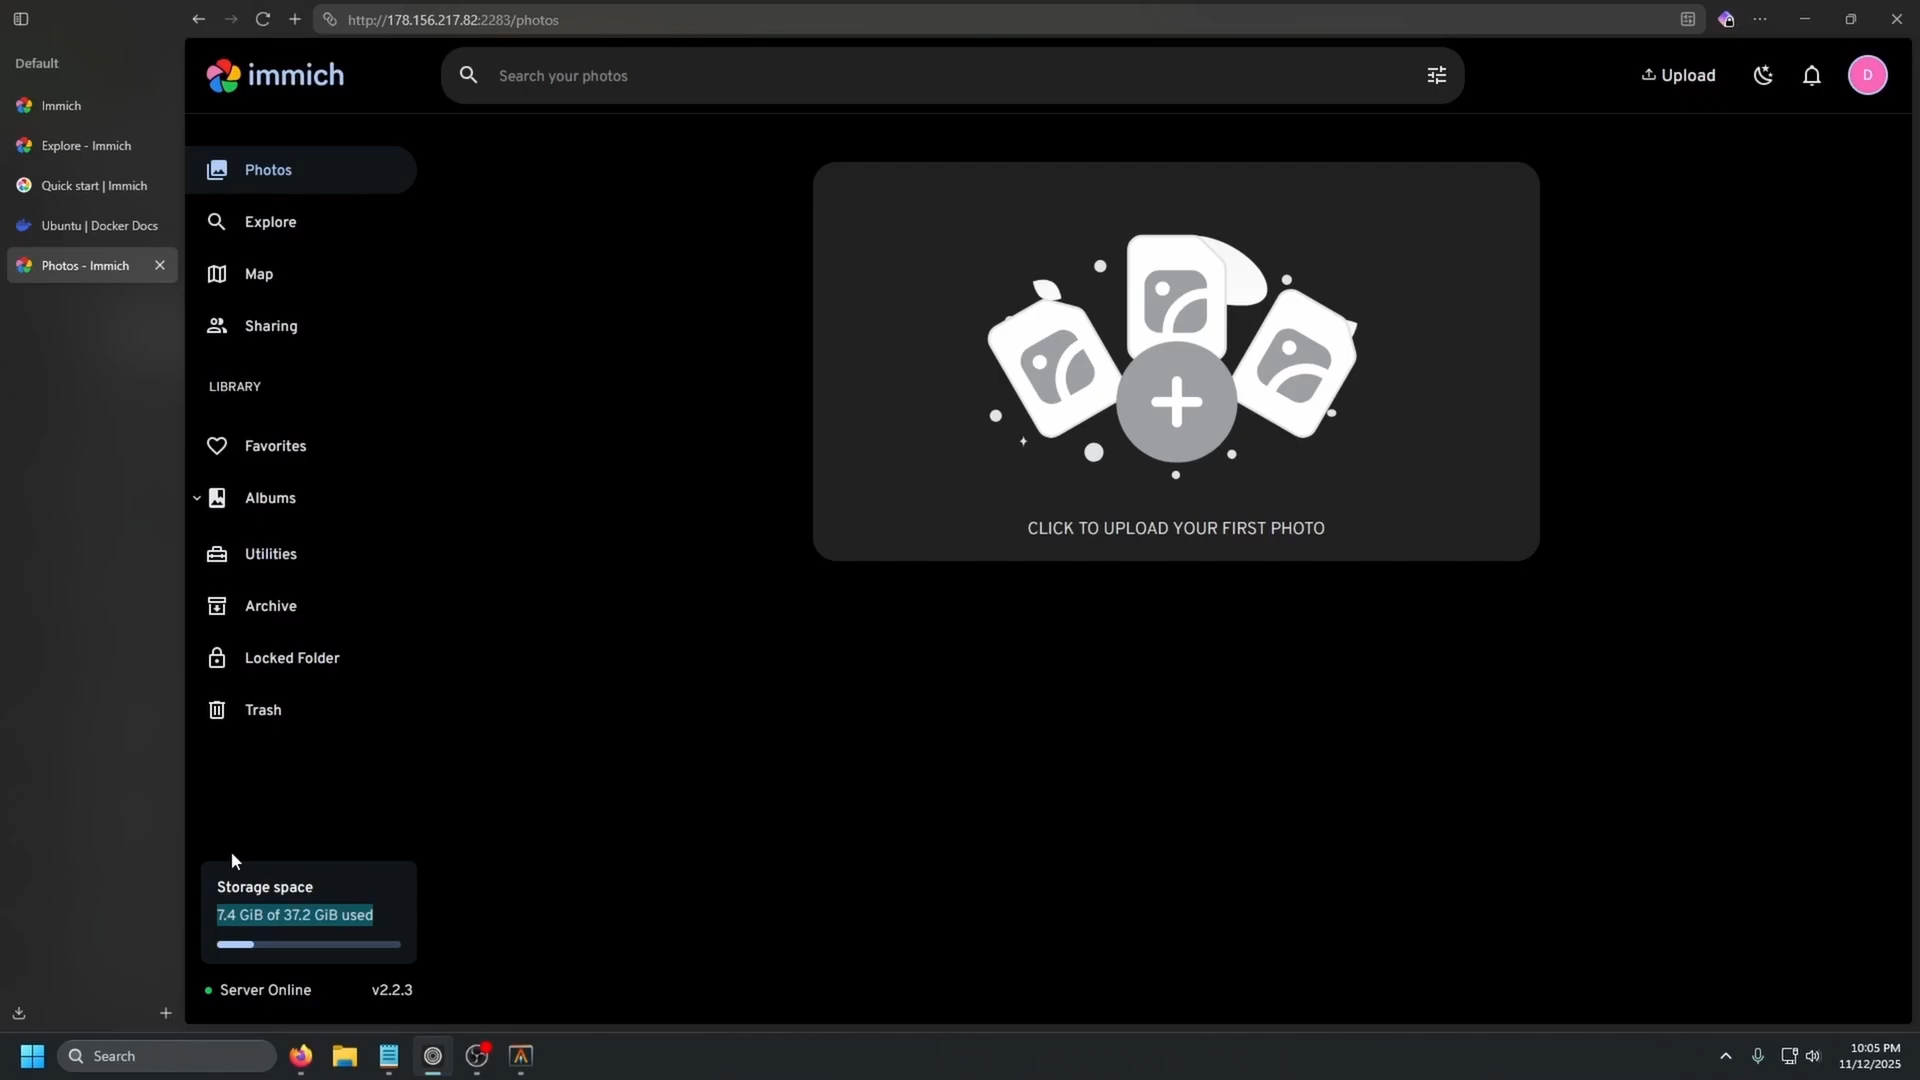 http://178.156.217.82:2283/photos
Default
Immich
Explore - Immich
Quick start | Immich
Ubuntu | Docker Docs
Photos - Immich
immich
Search your photos
Upload
D
Photos
Explore
Map
Sharing
LIBRARY
Favorites
Albums
Utilities
Archive
Locked Folder
Trash
CLICK TO UPLOAD YOUR FIRST PHOTO
Storage space
7.4 GiB of 37.2 GiB used
Server Online v2.2.3
Search
10:05 PM
11/12/2025